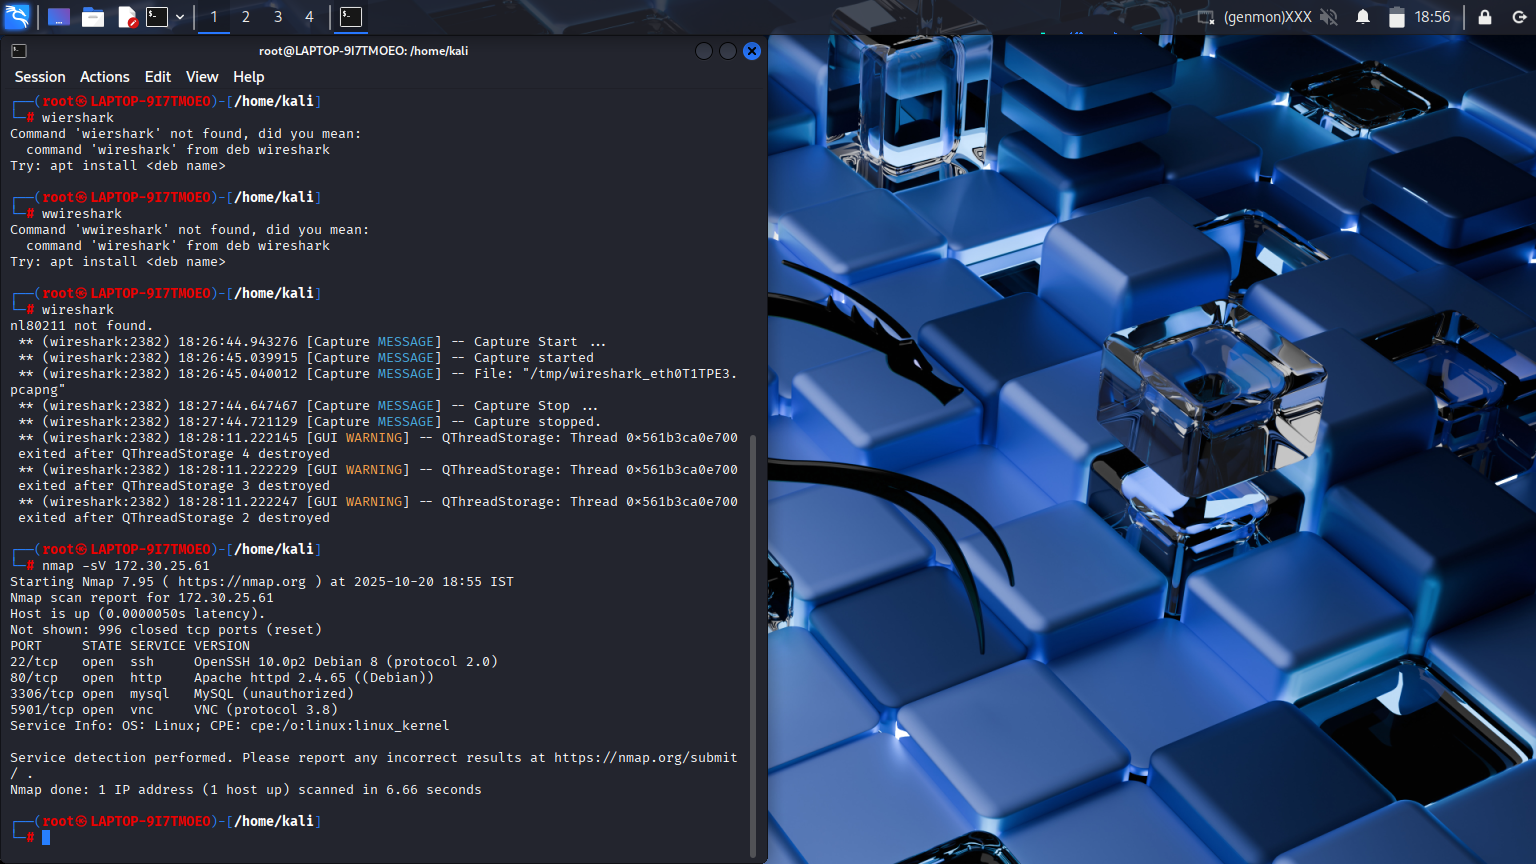 1 2 3 4
(genmon)XXX 18:56
root@LAPTOP-9I7TMOEO: /home/kali
Session Actions Edit View Help
┌──(root㉿LAPTOP-9I7TMOEO)-[/home/kali]
└─# wiershark
Command 'wiershark' not found, did you mean:
  command 'wireshark' from deb wireshark
Try: apt install <deb name>
┌──(root㉿LAPTOP-9I7TMOEO)-[/home/kali]
└─# wwireshark
Command 'wwireshark' not found, did you mean:
  command 'wireshark' from deb wireshark
Try: apt install <deb name>
┌──(root㉿LAPTOP-9I7TMOEO)-[/home/kali]
└─# wireshark
nl80211 not found.
 ** (wireshark:2382) 18:26:44.943276 [Capture MESSAGE] -- Capture Start ...
 ** (wireshark:2382) 18:26:45.039915 [Capture MESSAGE] -- Capture started
 ** (wireshark:2382) 18:26:45.040012 [Capture MESSAGE] -- File: "/tmp/wireshark_eth0T1TPE3.
pcapng"
 ** (wireshark:2382) 18:27:44.647467 [Capture MESSAGE] -- Capture Stop ...
 ** (wireshark:2382) 18:27:44.721129 [Capture MESSAGE] -- Capture stopped.
 ** (wireshark:2382) 18:28:11.222145 [GUI WARNING] -- QThreadStorage: Thread 0x561b3ca0e700
 exited after QThreadStorage 4 destroyed
 ** (wireshark:2382) 18:28:11.222229 [GUI WARNING] -- QThreadStorage: Thread 0x561b3ca0e700
 exited after QThreadStorage 3 destroyed
 ** (wireshark:2382) 18:28:11.222247 [GUI WARNING] -- QThreadStorage: Thread 0x561b3ca0e700
 exited after QThreadStorage 2 destroyed
┌──(root㉿LAPTOP-9I7TMOEO)-[/home/kali]
└─# nmap -sV 172.30.25.61
Starting Nmap 7.95 ( https://nmap.org ) at 2025-10-20 18:55 IST
Nmap scan report for 172.30.25.61
Host is up (0.0000050s latency).
Not shown: 996 closed tcp ports (reset)
PORT     STATE SERVICE VERSION
22/tcp   open  ssh     OpenSSH 10.0p2 Debian 8 (protocol 2.0)
80/tcp   open  http    Apache httpd 2.4.65 ((Debian))
3306/tcp open  mysql   MySQL (unauthorized)
5901/tcp open  vnc     VNC (protocol 3.8)
Service Info: OS: Linux; CPE: cpe:/o:linux:linux_kernel
Service detection performed. Please report any incorrect results at https://nmap.org/submit
/ .
Nmap done: 1 IP address (1 host up) scanned in 6.66 seconds
┌──(root㉿LAPTOP-9I7TMOEO)-[/home/kali]
└─#